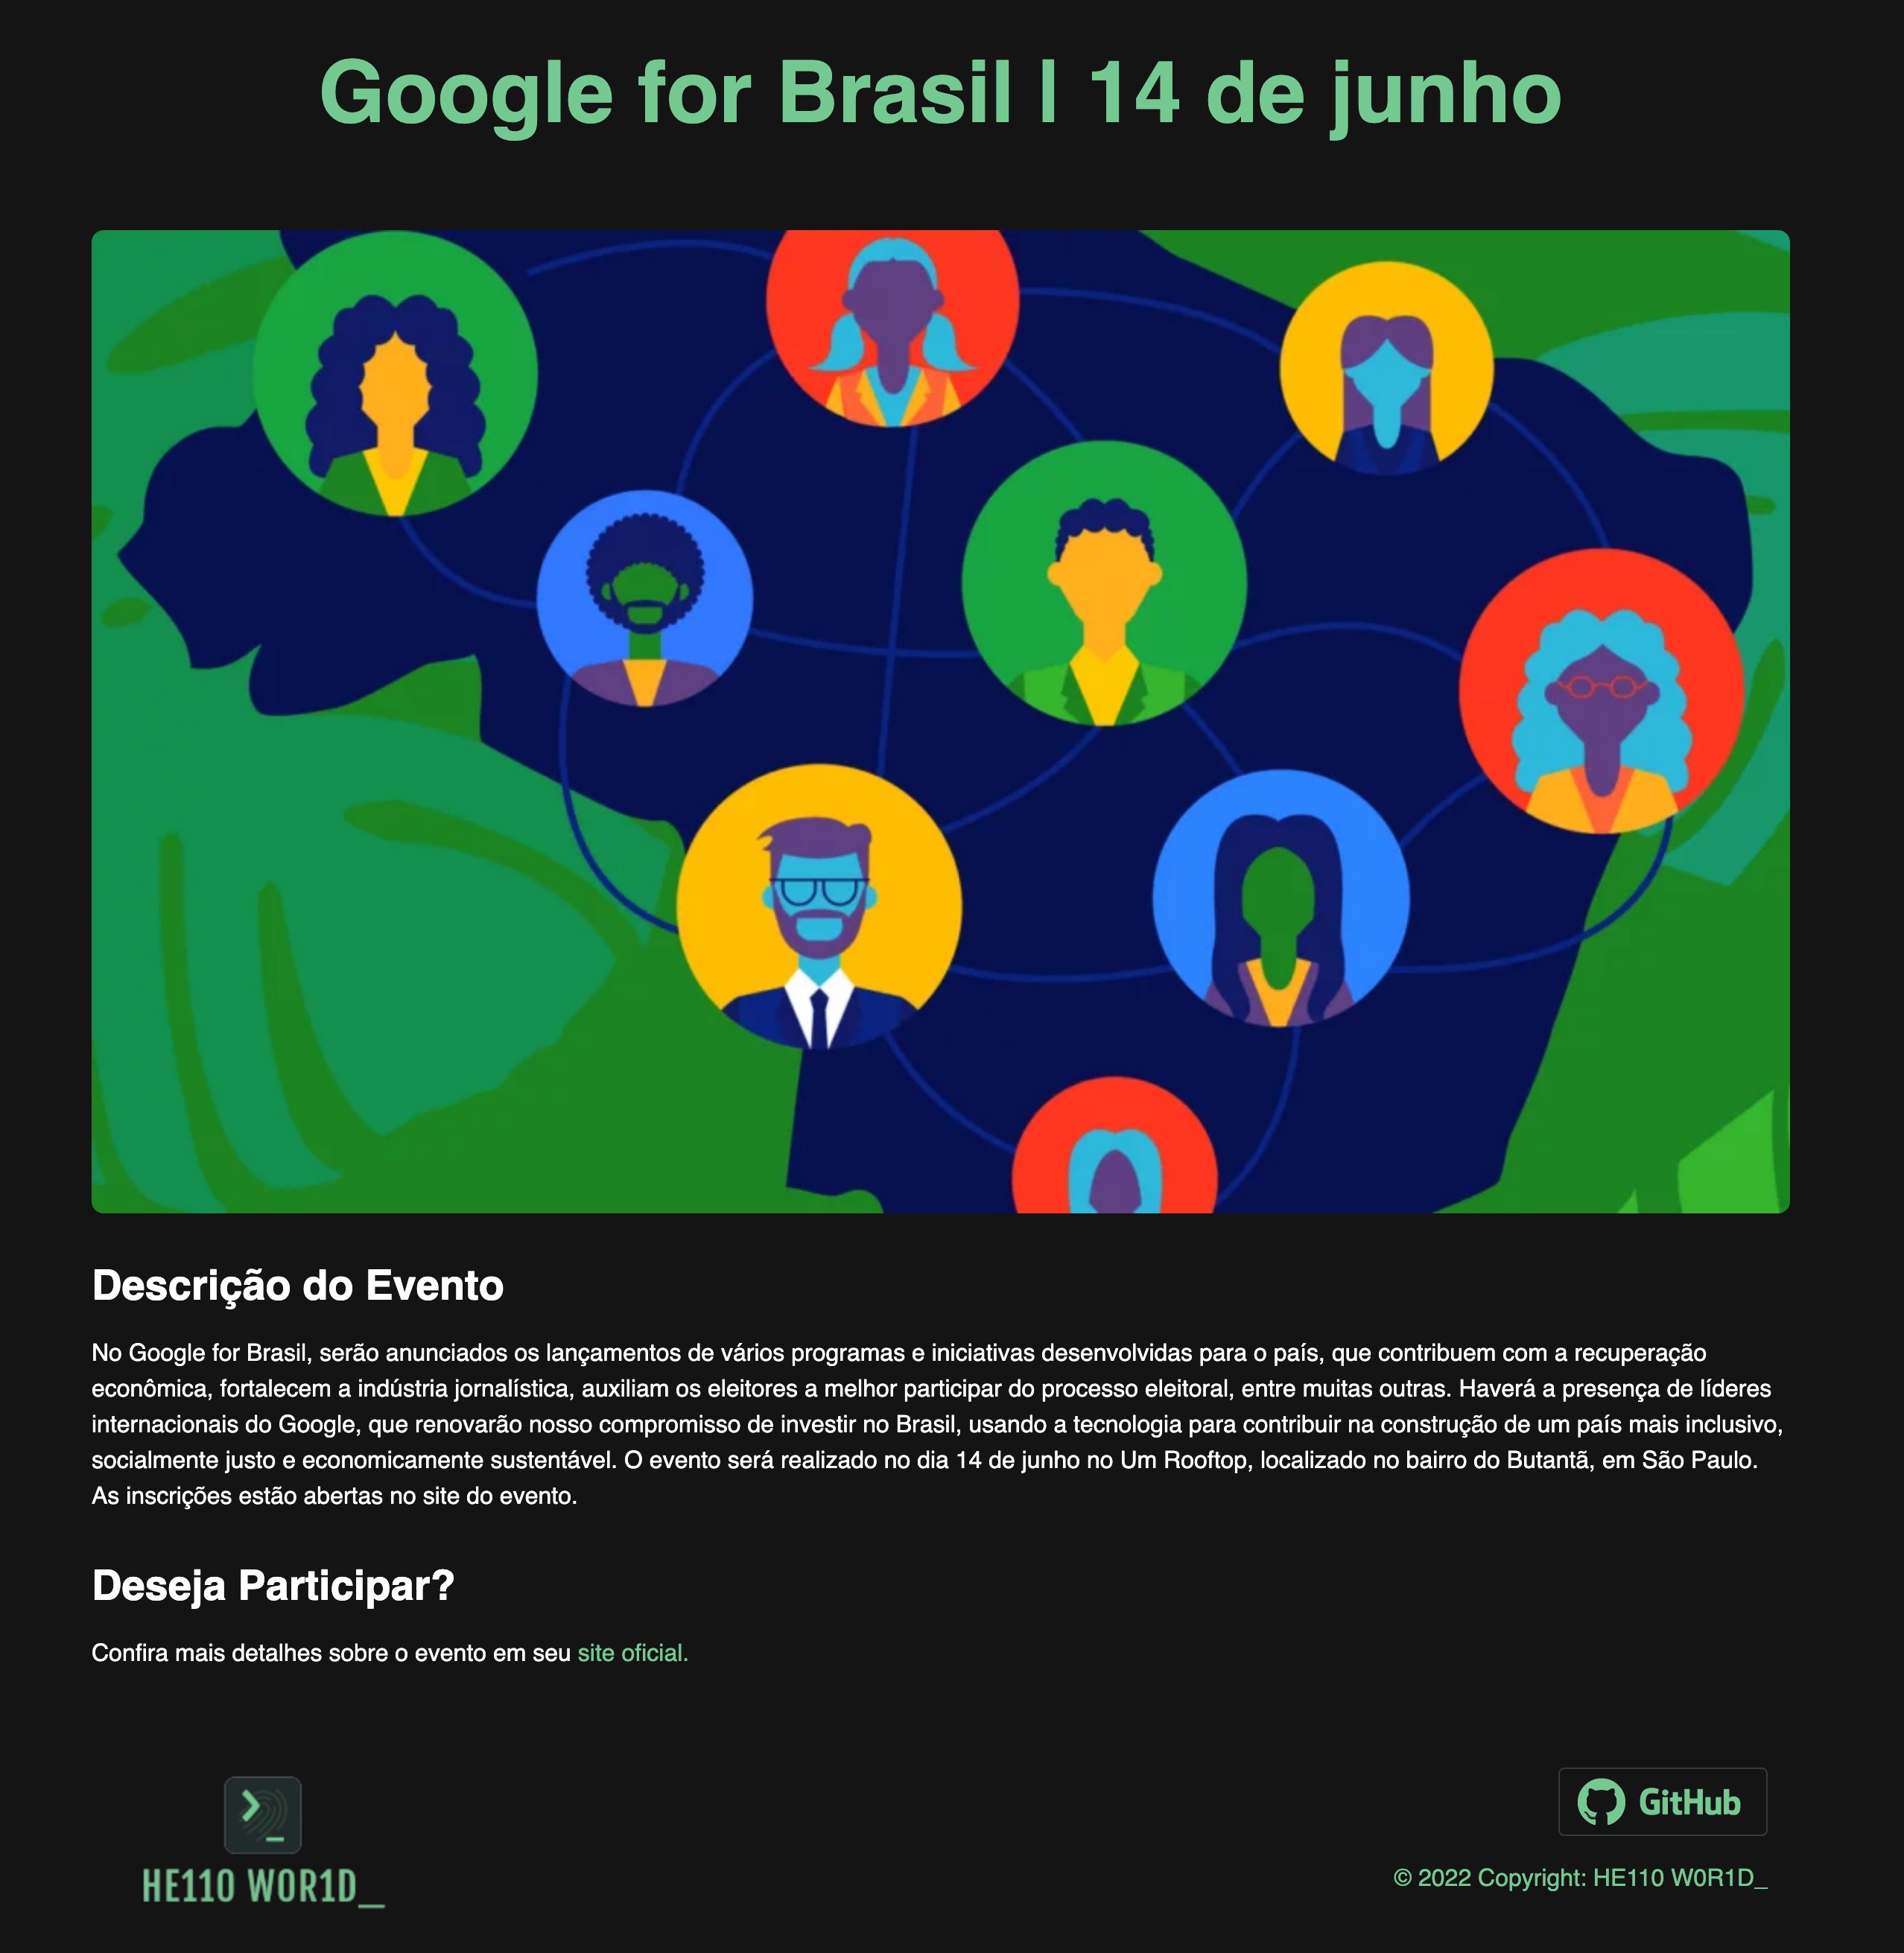 Google for Brasil | 14 de junho
Descrição do Evento
No Google for Brasil, serão anunciados os lançamentos de vários programas e iniciativas desenvolvidas para o país, que contribuem com a recuperação
econômica, fortalecem a indústria jornalística, auxiliam os eleitores a melhor participar do processo eleitoral, entre muitas outras. Haverá a presença de líderes
internacionais do Google, que renovarão nosso compromisso de investir no Brasil, usando a tecnologia para contribuir na construção de um país mais inclusivo,
socialmente justo e economicamente sustentável. O evento será realizado no dia 14 de junho no Um Rooftop, localizado no bairro do Butantã, em São Paulo.
As inscrições estão abertas no site do evento.
Deseja Participar?
Confira mais detalhes sobre o evento em seu site oficial.
HE110 W0R1D_
GitHub
© 2022 Copyright: HE110 W0R1D_